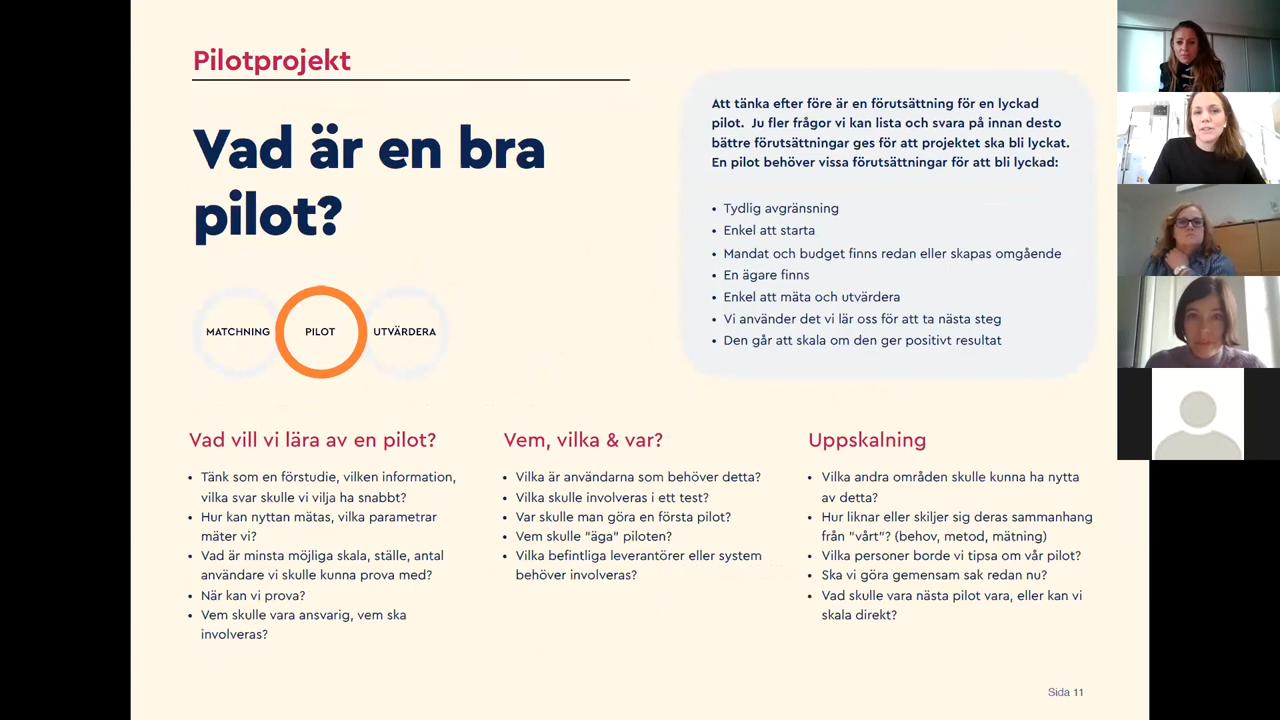 Pilotprojekt
Vad är en bra
pilot?
MATCHNING
PILOT
UTVÄRDERA
Att tänka efter före är en förutsättning för en lyckad
pilot. Ju fler frågor vi kan lista och svara på innan desto
bättre förutsättningar ges för att projektet ska bli lyckat.
En pilot behöver vissa förutsättningar för att bli lyckad:
• Tydlig avgränsning
• Enkel att starta
• Mandat och budget finns redan eller skapas omgående
• En ägare finns
• Enkel att mäta och utvärdera
• Vi använder det vi lär oss för att ta nästa steg
• Den går att skala om den ger positivt resultat
Vad vill vi lära av en pilot?
• Tänk som en förstudie, vilken information,
vilka svar skulle vi vilja ha snabbt?
• Hur kan nyttan mätas, vilka parametrar
mäter vi?
• Vad är minsta möjliga skala, ställe, antal
användare vi skulle kunna prova med?
• När kan vi prova?
• Vem skulle vara ansvarig, vem ska
involveras?
Vem, vilka & var?
• Vilka är användarna som behöver detta?
• Vilka skulle involveras i ett test?
• Var skulle man göra en första pilot?
• Vem skulle ”äga” piloten?
• Vilka befintliga leverantörer eller system
behöver involveras?
Uppskalning
• Vilka andra områden skulle kunna ha nytta
av detta?
• Hur liknar eller skiljer sig deras sammanhang
från ”vårt”? (behov, metod, mätning)
• Vilka personer borde vi tipsa om vår pilot?
• Ska vi göra gemensam sak redan nu?
• Vad skulle vara nästa pilot vara, eller kan vi
skala direkt?
Sida 11